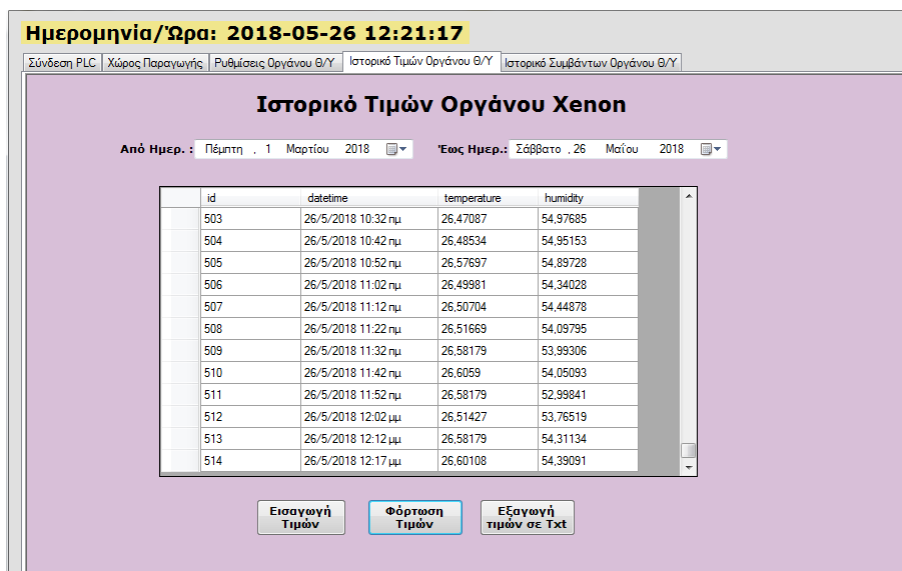 Ημερομηνία/Ώρα: 2018-05-26 12:21:17
Σύνδεση PLC Χώρος Παραγωγής Ρυθμίσεις Οργάνου Θ/Υ Ιστορικό Τιμών Οργάνου Θ/Υ Ιστορικό Συμβάντων Οργάνου Θ/Υ
Ιστορικό Τιμών Οργάνου Xenon
Από Ημερ. : Πέμπτη , 1 Μαρτίου 2018 Έως Ημερ.: Σάββατο , 26 Μαΐου 2018
id datetime temperature humidity
503 26/5/2018 10:32 πμ 26,47087 54,97685
504 26/5/2018 10:42 πμ 26,48534 54,95153
505 26/5/2018 10:52 πμ 26,57697 54,89728
506 26/5/2018 11:02 πμ 26,49981 54,34028
507 26/5/2018 11:12 πμ 26,50704 54,44878
508 26/5/2018 11:22 πμ 26,51669 54,09795
509 26/5/2018 11:32 πμ 26,58179 53,99306
510 26/5/2018 11:42 πμ 26,6059 54,05093
511 26/5/2018 11:52 πμ 26,58179 52,99841
512 26/5/2018 12:02 μμ 26,51427 53,76519
513 26/5/2018 12:12 μμ 26,58179 54,31134
514 26/5/2018 12:17 μμ 26,60108 54,39091
Εισαγωγή Φόρτωση Εξαγωγή
Τιμών Τιμών τιμών σε Txt